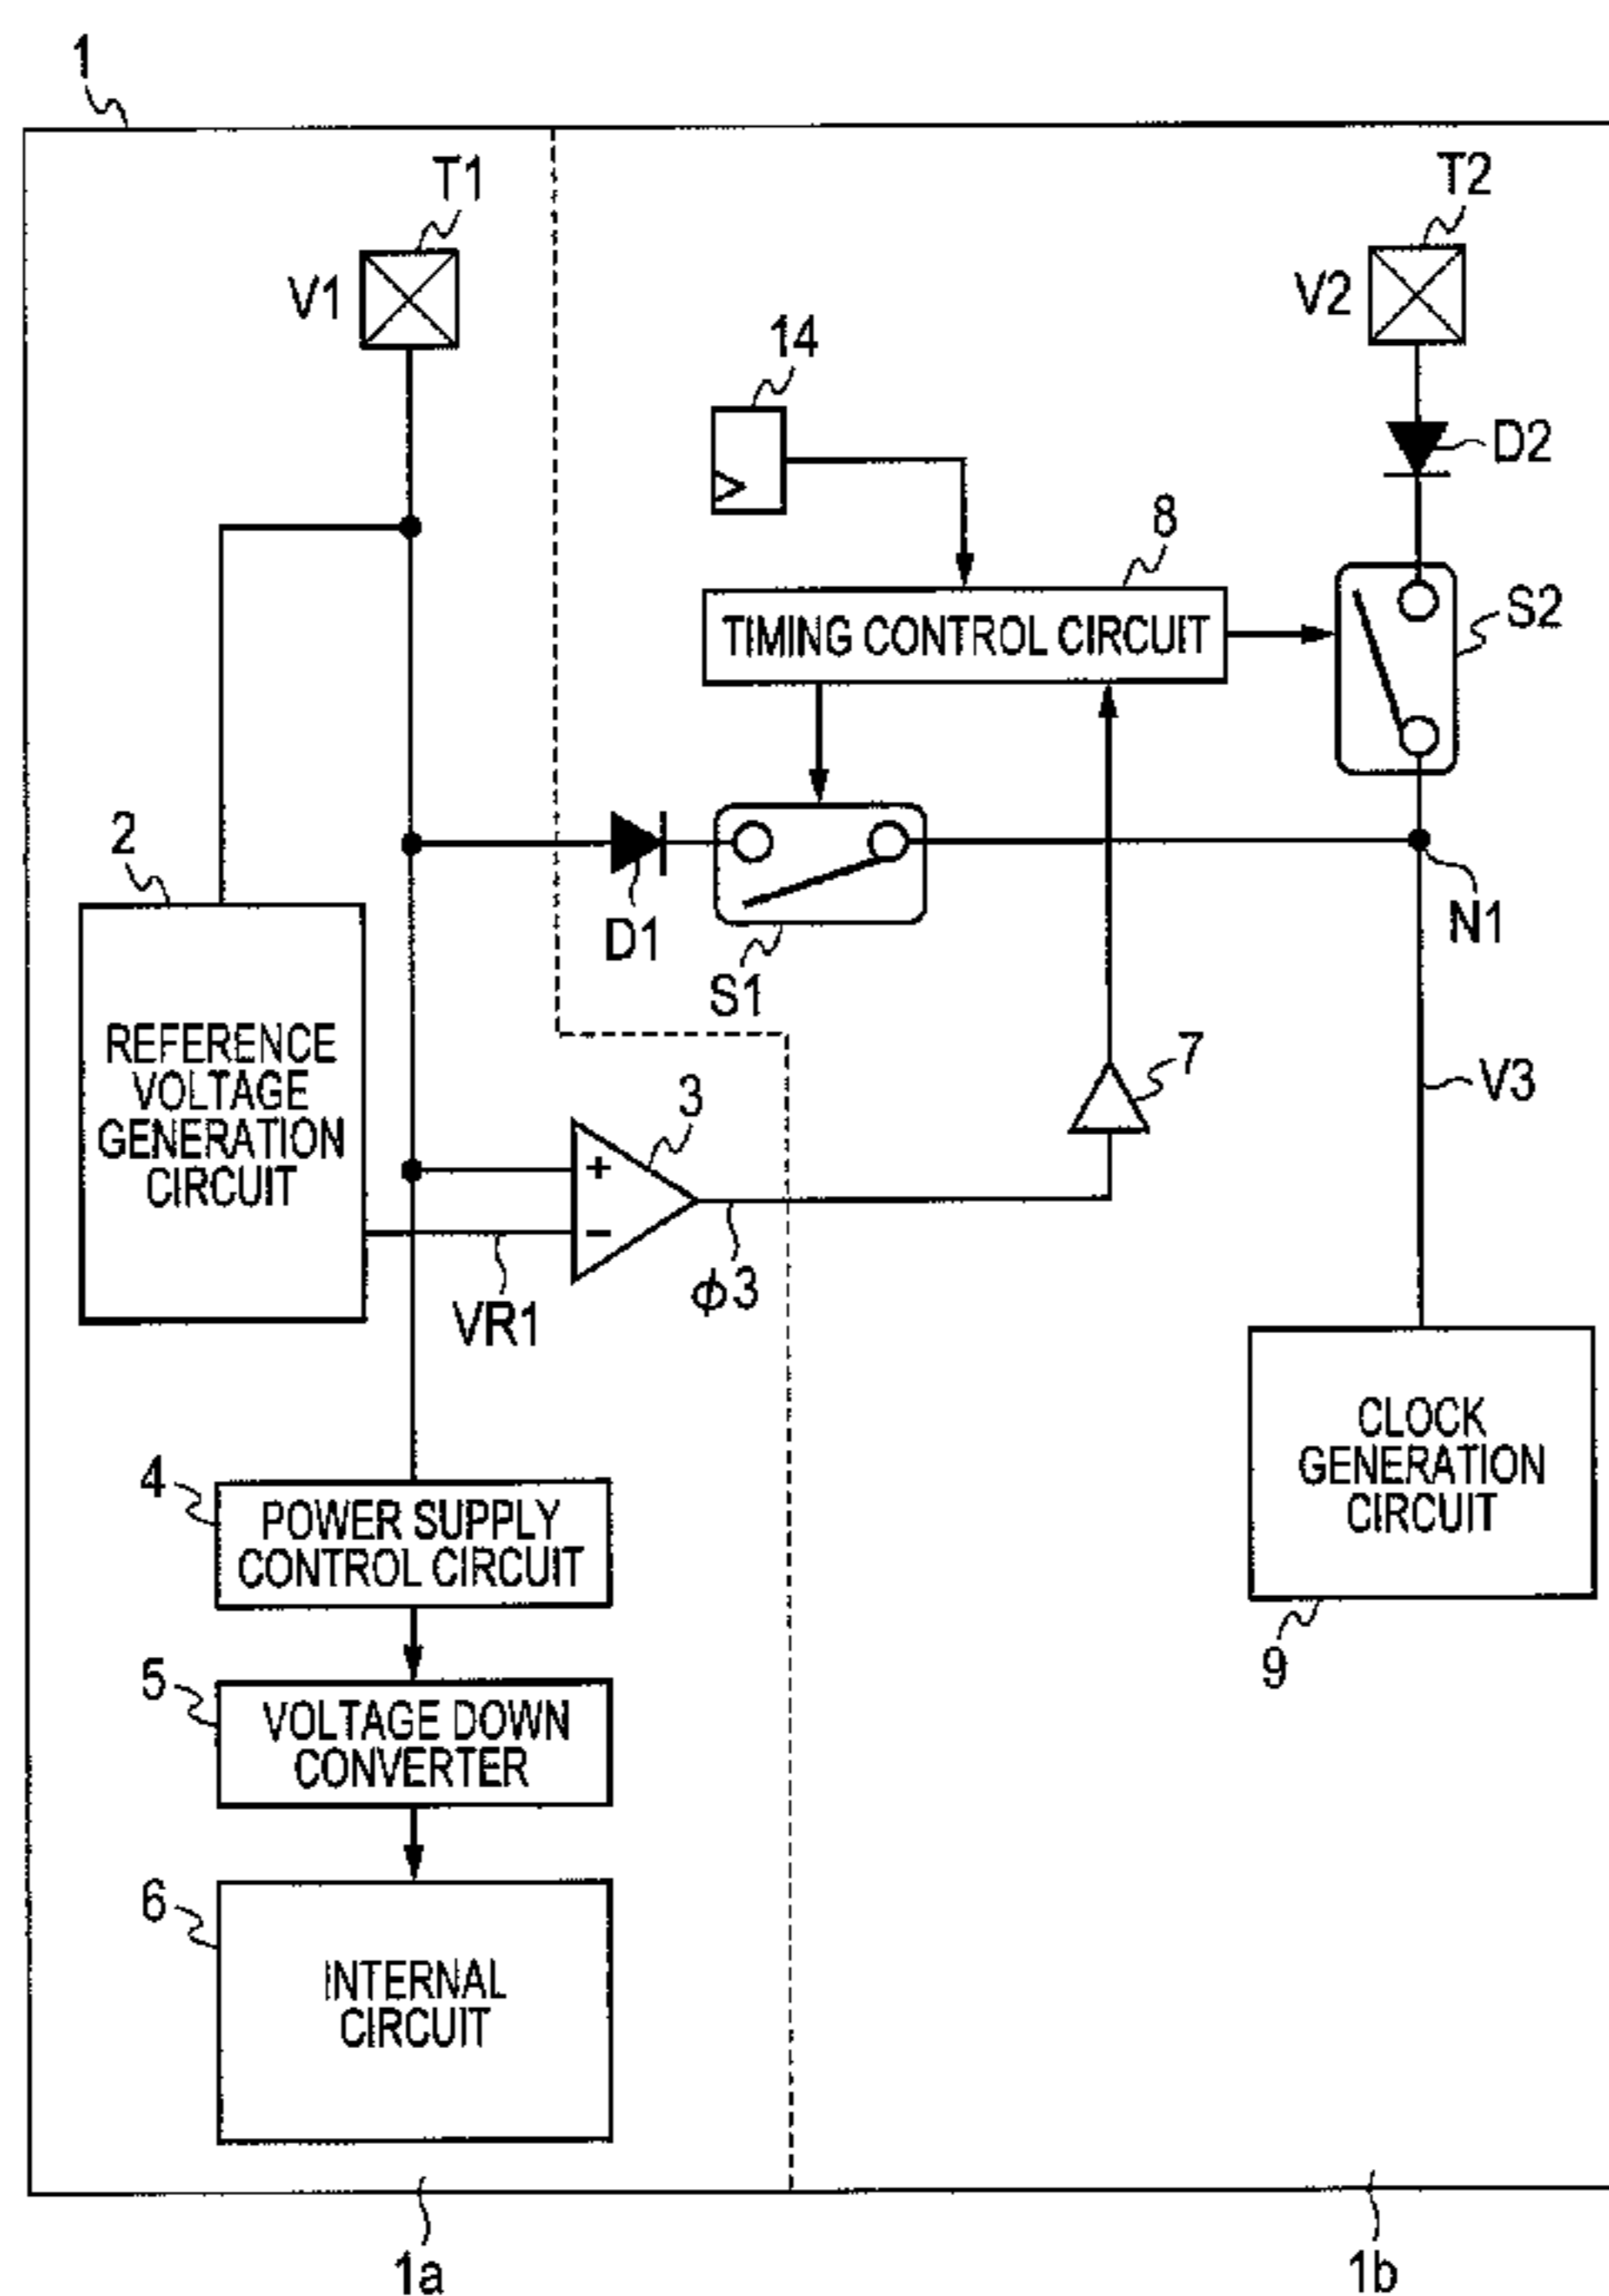 1
T1
V1
T2
V2
14
D2
8
TIMING CONTROL CIRCUIT
S2
2
D1
S1
N1
REFERENCE
VOLTAGE
GENERATION
CIRCUIT
3
+
−
7
V3
VR1
ϕ3
CLOCK
GENERATION
CIRCUIT
9
4
POWER SUPPLY
CONTROL CIRCUIT
5
VOLTAGE DOWN
CONVERTER
6
INTERNAL
CIRCUIT
1a
1b